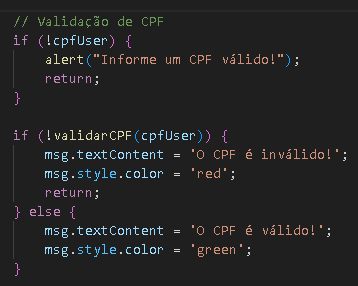 // Validação de CPF
if (!cpfUser) {
    alert("Informe um CPF válido!");
    return;
}
if (!validarCPF(cpfUser)) {
    msg.textContent = 'O CPF é inválido!';
    msg.style.color = 'red';
    return;
} else {
    msg.textContent = 'O CPF é válido!';
    msg.style.color = 'green';
}